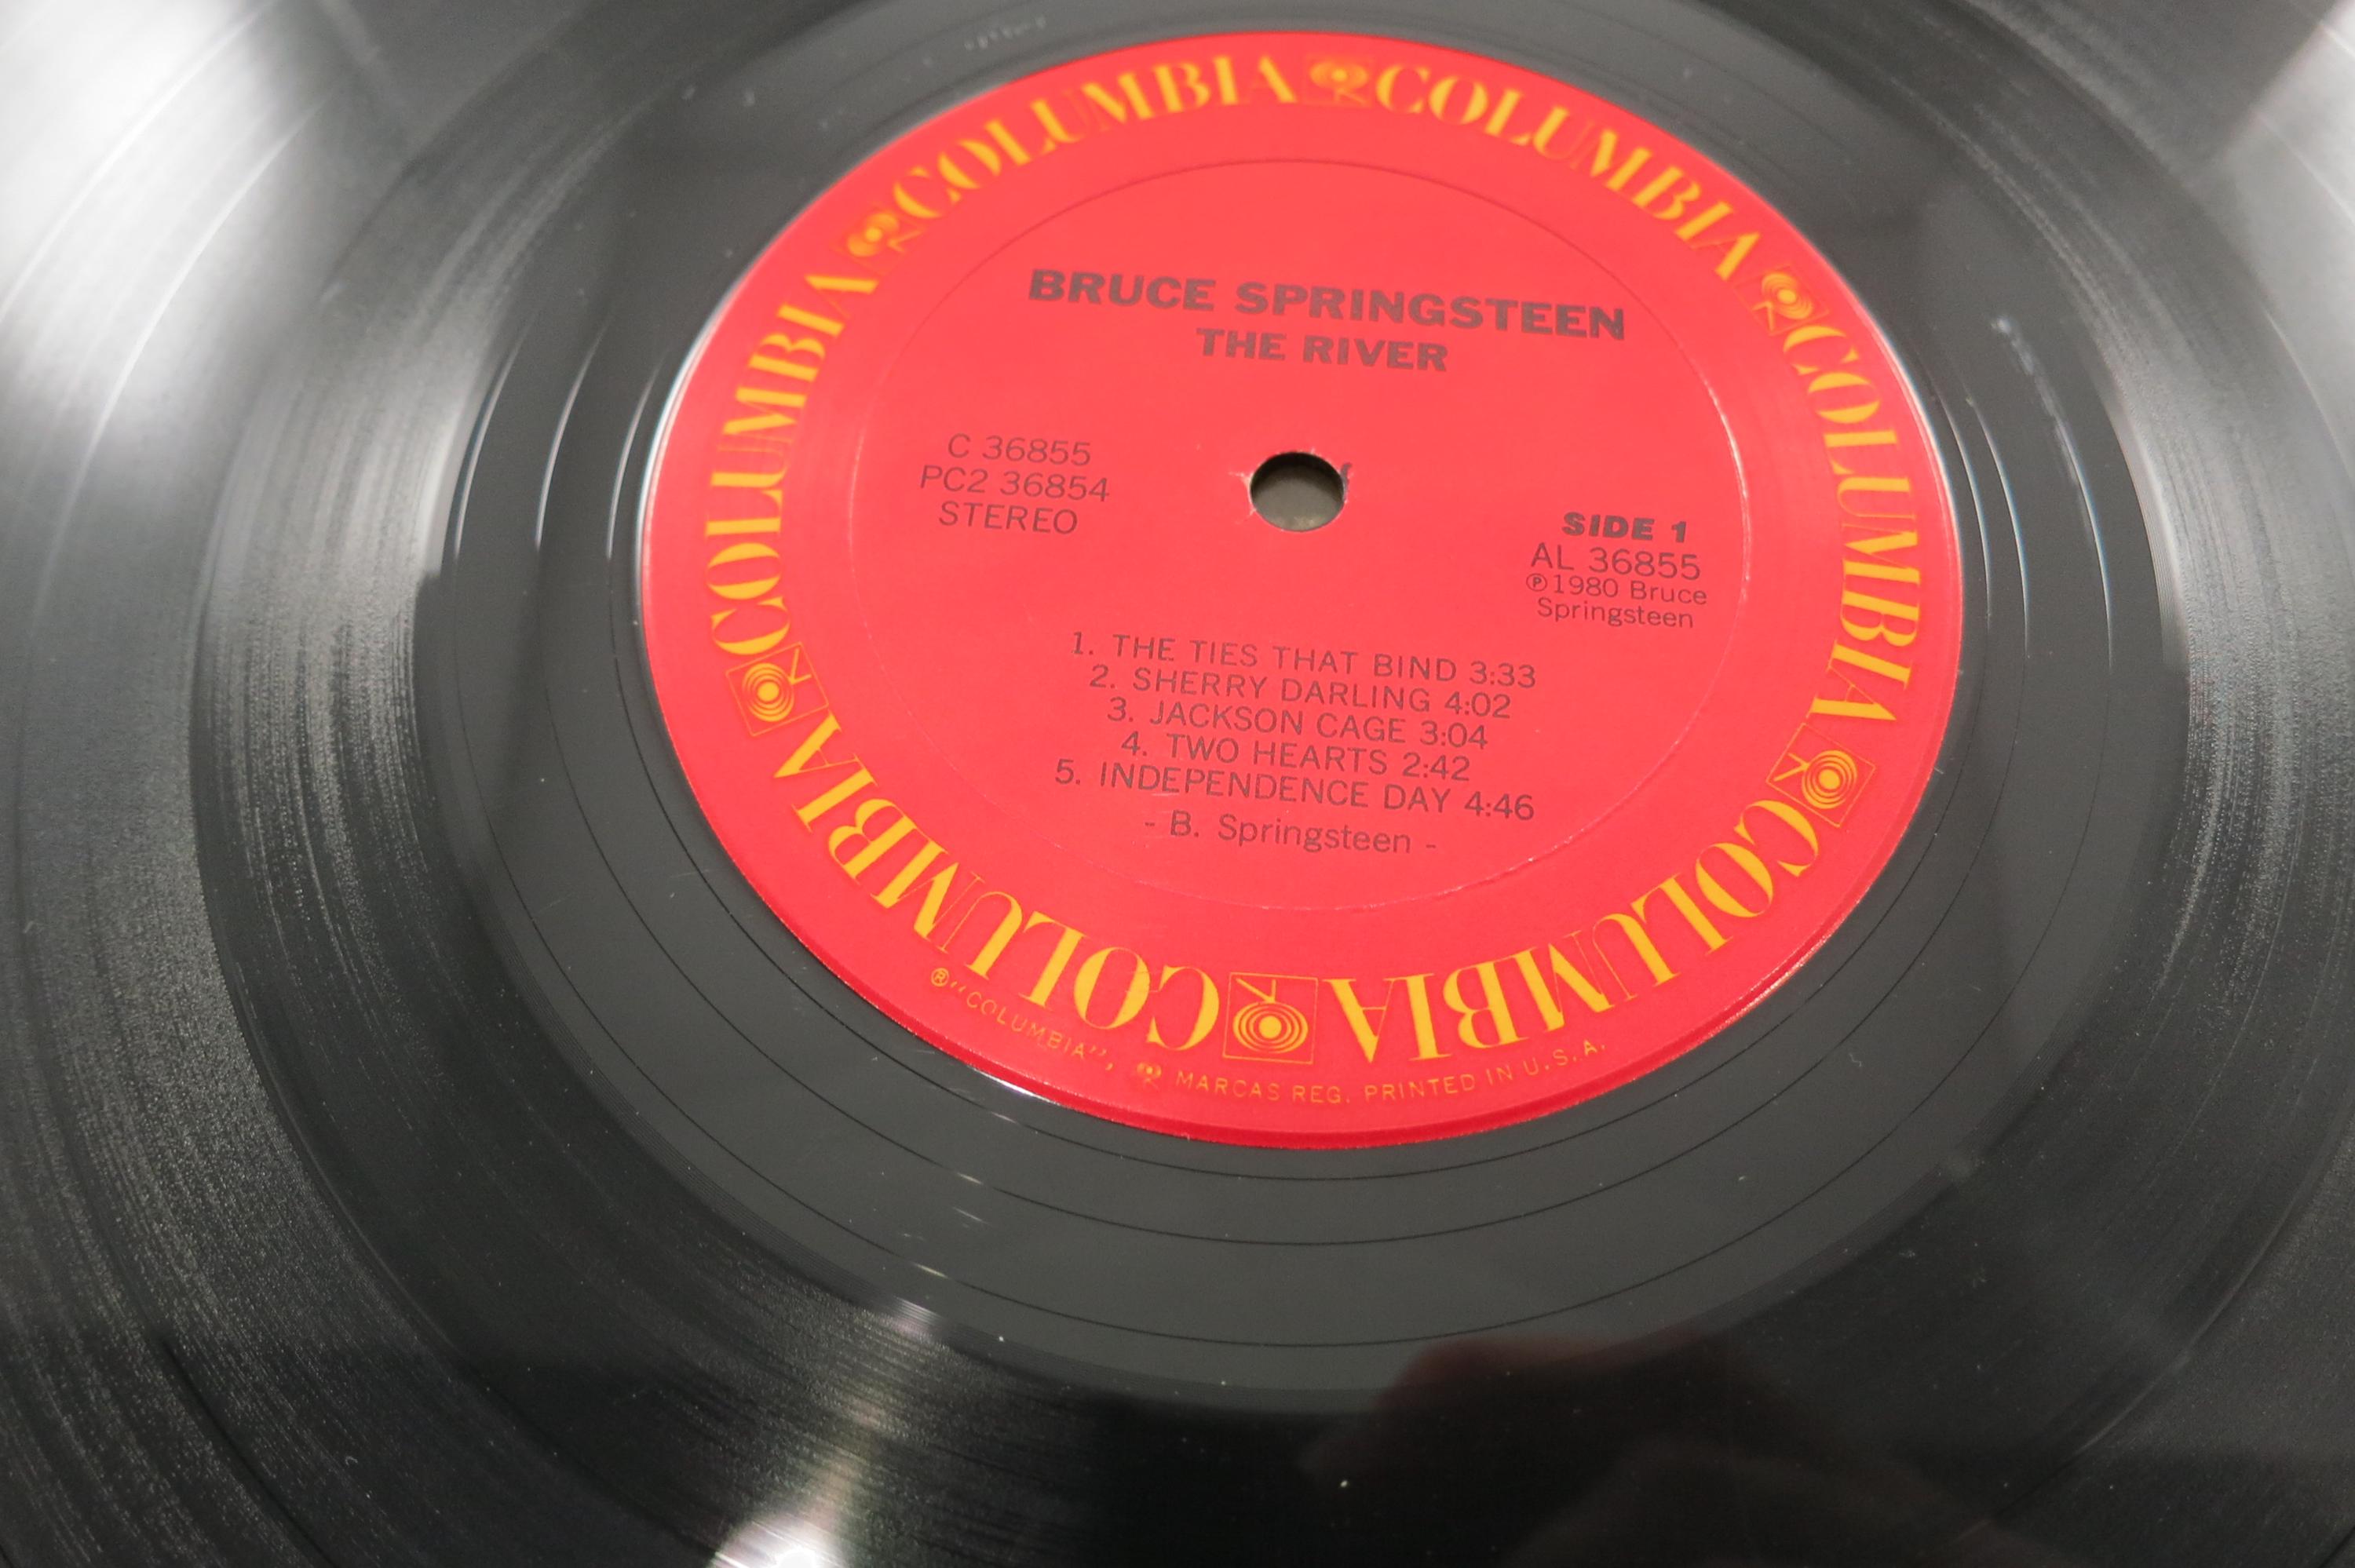 COLUMBIA COLUMBIA COLUMBIA COLUMBIA COLUMBIA COLUMBIA
BRUCE SPRINGSTEEN
THE RIVER
C 36855
PC2 36854
STEREO
SIDE 1
AL 36855
℗1980 Bruce
Springsteen
1. THE TIES THAT BIND 3:33
2. SHERRY DARLING 4:02
3. JACKSON CAGE 3:04
4. TWO HEARTS 2:42
5. INDEPENDENCE DAY 4:46
- B. Springsteen -
® "COLUMBIA", MARCAS REG. PRINTED IN U.S.A.